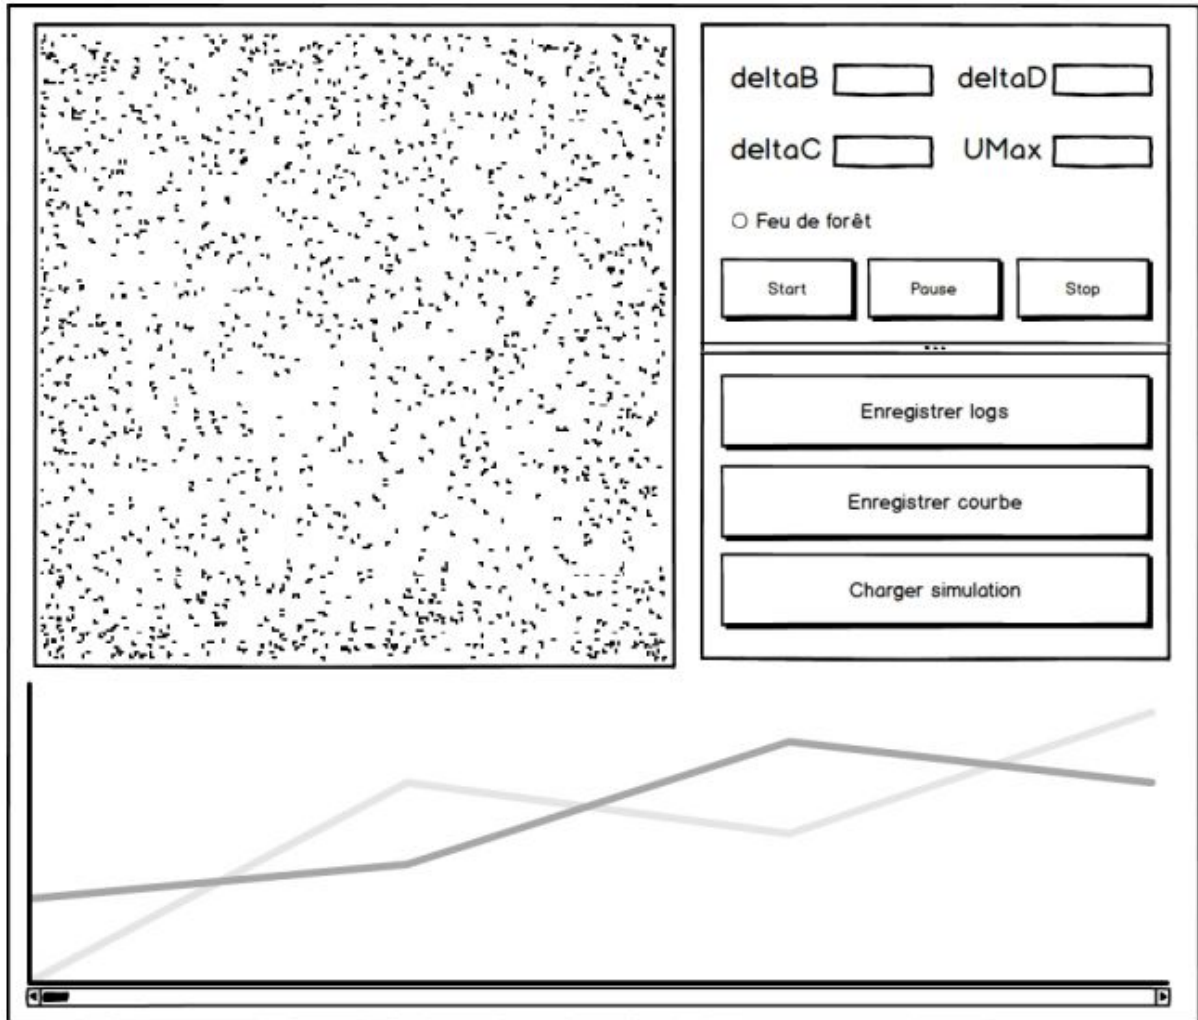 deltaB deltaD
deltaC UMax
Feu de forêt
Start Pause Stop
Enregistrer logs
Enregistrer courbe
Charger simulation